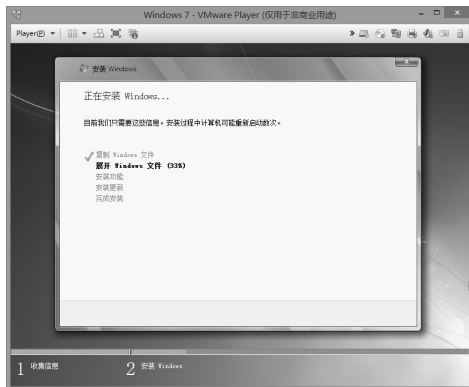 Windows 7 - VMware Player (仅用于非商业用途)
Player(P)
安装 Windows
正在安装 Windows...
目前我们只需要这些信息。安装过程中计算机可能重新启动数次。
复制 Windows 文件
展开 Windows 文件 (33%)
安装功能
安装更新
完成安装
1 收集信息
2 安装 Windows